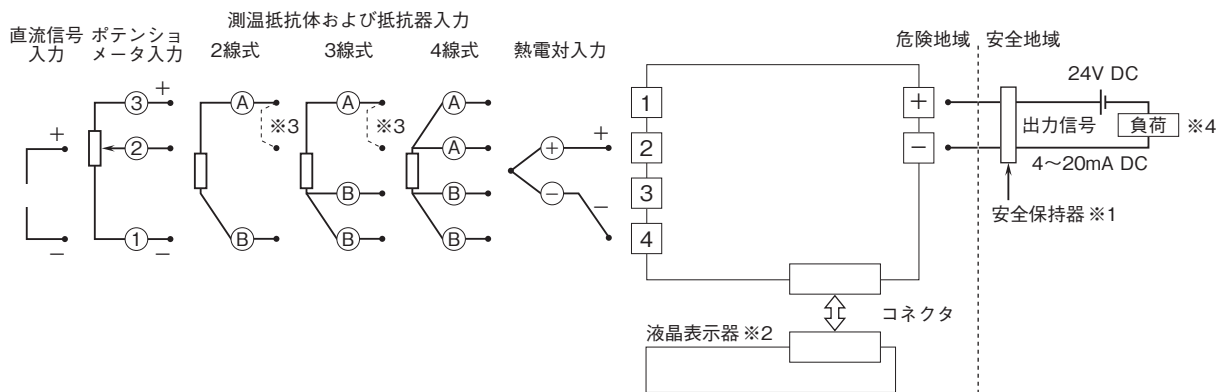 測温抵抗体および抵抗器入力
直流信号
入力
ポテンショ
メータ入力
2線式
3線式
4線式
熱電対入力
危険地域
安全地域
+
-
3
+
2
1
-
A
※3
B
A
※3
B
B
A
A
B
B
+
+
-
-
1
2
3
4
+
-
24V DC
出力信号
負荷
※4
4～20mA DC
安全保持器 ※1
コネクタ
液晶表示器 ※2